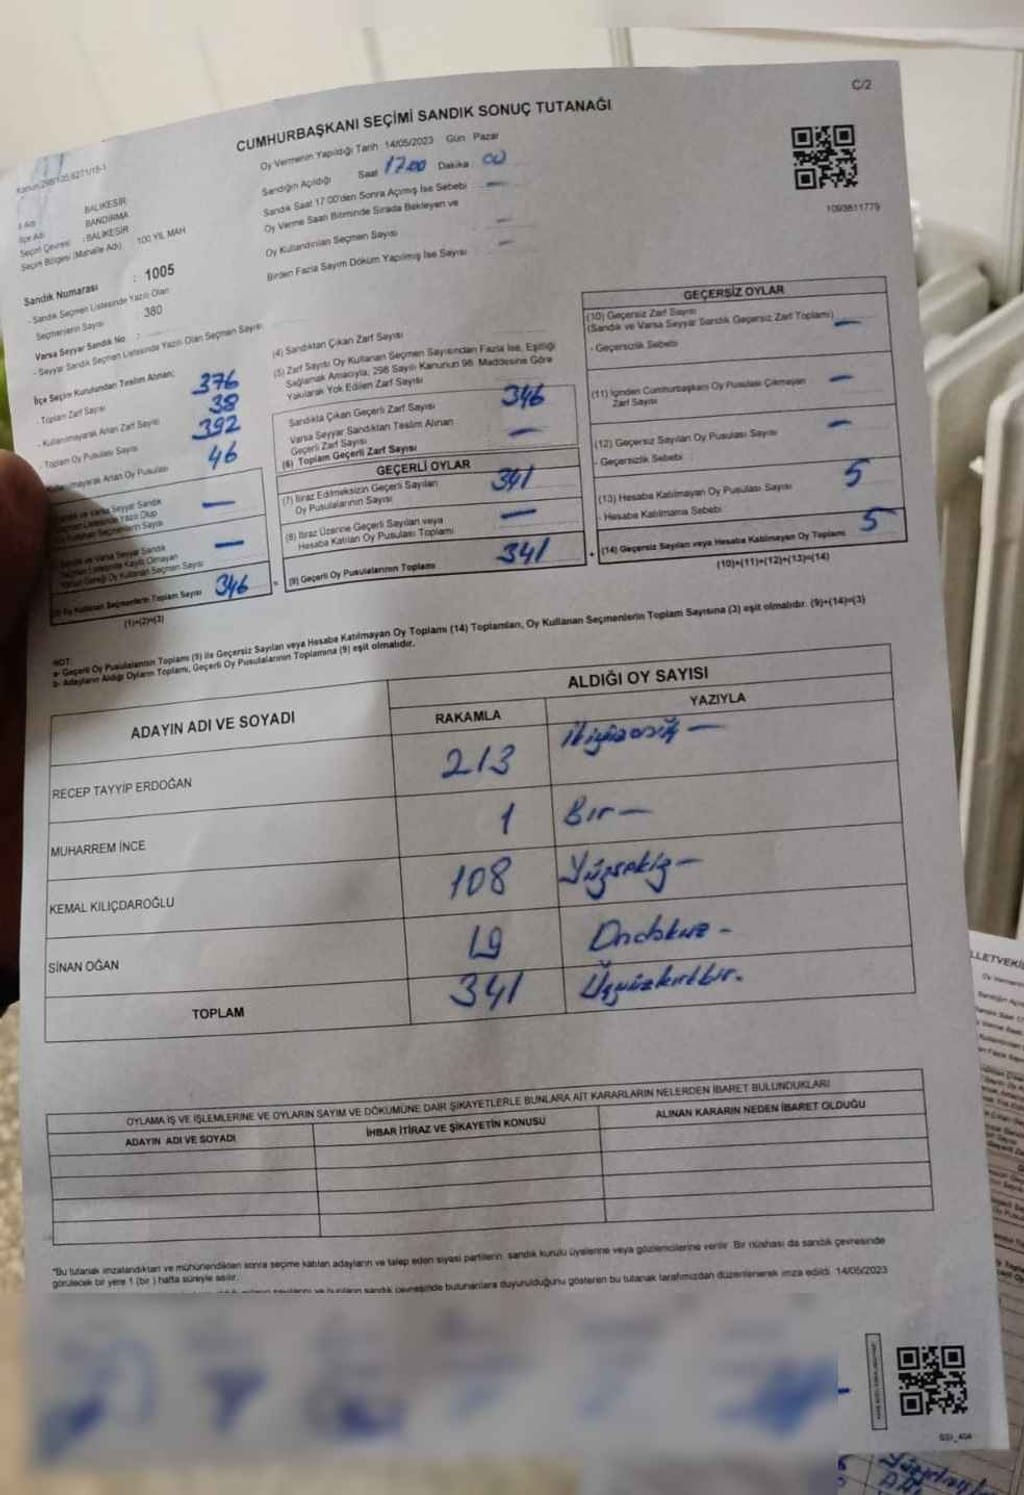 C/2
CUMHURBAŞKANI SEÇİMİ SANDIK SONUÇ TUTANAĞI
Oy Vermenin Yapıldığı Tarih 14/05/2023 Gün Pazar
Sandığın Açıldığı Saat 17.00 Dakika : 00
Sandık Saat 17 00'den Sonra Açılmış İse Sebebi —
Oy Verme Saati Bitiminde Sırada Bekleyen ve
Oy Kullandırılan Seçmen Sayısı —
Birden Fazla Sayım Döküm Yapılmış İse Sayısı —
1093811779
BALIKESİR
BANDIRMA
Seçim Çevresi : BALIKESİR
Seçim Bölgesi (Mahalle Adı) 100 YIL MAH
Sandık Numarası : 1005
- Sandık Seçmen Listesinde Yazılı Olan
Seçmenlerin Sayısı 380
Varsa Seyyar Sandık No :
- Seyyar Sandık Seçmen Listesinde Yazılı Olan Seçmen Sayısı
İlçe Seçim Kurulundan Teslim Alınan;
- Toplam Zarf Sayısı 376
- Kullanılmayarak Artan Zarf Sayısı 38
- Toplam Oy Pusulası Sayısı 392
Artan Oy Pusulası 46
—
—
Oy Kullanan Seçmenlerin Toplam Sayısı 346
(1)+(2)=(3)
(4) Sandıktan Çıkan Zarf Sayısı
(5) Zarf Sayısı Oy Kullanan Seçmen Sayısından Fazla İse, Eşitliği
Sağlamak Amacıyla, 298 Sayılı Kanunun 98. Maddesine Göre
Yakılarak Yok Edilen Zarf Sayısı
Sandıkta Çıkan Geçerli Zarf Sayısı 346
Varsa Seyyar Sandıktan Teslim Alınan
Geçerli Zarf Sayısı —
(6) Toplam Geçerli Zarf Sayısı
GEÇERLİ OYLAR
(7) İtiraz Edilmeksizin Geçerli Sayılan
Oy Pusulalarının Sayısı 341
(8) İtiraz Üzerine Geçerli Sayılan veya
Hesaba Katılan Oy Pusulası Toplamı —
(9) Geçerli Oy Pusulalarının Toplamı 341
GEÇERSİZ OYLAR
(10) Geçersiz Zarf Sayısı
(Sandık ve Varsa Seyyar Sandık Geçersiz Zarf Toplamı) —
- Geçersizlik Sebebi
(11) İçinden Cumhurbaşkanı Oy Pusulası Çıkmayan
Zarf Sayısı —
(12) Geçersiz Sayılan Oy Pusulası Sayısı —
- Geçersizlik Sebebi
(13) Hesaba Katılmayan Oy Pusulası Sayısı 5
- Hesaba Katılmama Sebebi
(14) Geçersiz Sayılan veya Hesaba Katılmayan Oy Toplamı 5
(10)+(11)+(12)+(13)=(14)
NOT:
a- Geçerli Oy Pusulalarının Toplamı (9) ile Geçersiz Sayılan veya Hesaba Katılmayan Oy Toplamı (14) Toplamları, Oy Kullanan Seçmenlerin Toplam Sayısına (3) eşit olmalıdır. (9)+(14)=(3)
b- Adayların Aldığı Oyların Toplamı, Geçerli Oy Pusulalarının Toplamına (9) eşit olmalıdır.
ADAYIN ADI VE SOYADI
ALDIĞI OY SAYISI
RAKAMLA YAZIYLA
RECEP TAYYİP ERDOĞAN 213 ikiyüzonüç —
MUHARREM İNCE 1 Bir —
KEMAL KILIÇDAROĞLU 108 Yüzsekiz —
SİNAN OĞAN 19 Ondokuz -
TOPLAM 341 Üçyüzkırkbir.
OYLAMA İŞ VE İŞLEMLERİNE VE OYLARIN SAYIM VE DÖKÜMÜNE DAİR ŞİKAYETLERLE BUNLARA AİT KARARLARIN NELERDEN İBARET BULUNDUKLARI
ADAYIN ADI VE SOYADI İHBAR İTİRAZ VE ŞİKAYETİN KONUSU ALINAN KARARIN NEDEN İBARET OLDUĞU
*Bu tutanak imzalandıktan ve mühürlendikten sonra seçime katılan adayların ve talep eden siyasi partilerin sandık kurulu üyelerine veya gözlemcilerine verilir. Bir nüshası da sandık çevresinde
görülecek bir yere 1 (bir) hafta süreyle asılır.
bulunanlara duyurulduğunu gösteren bu tutanak tarafımızdan düzenlenerek imza edildi. 14/05/2023